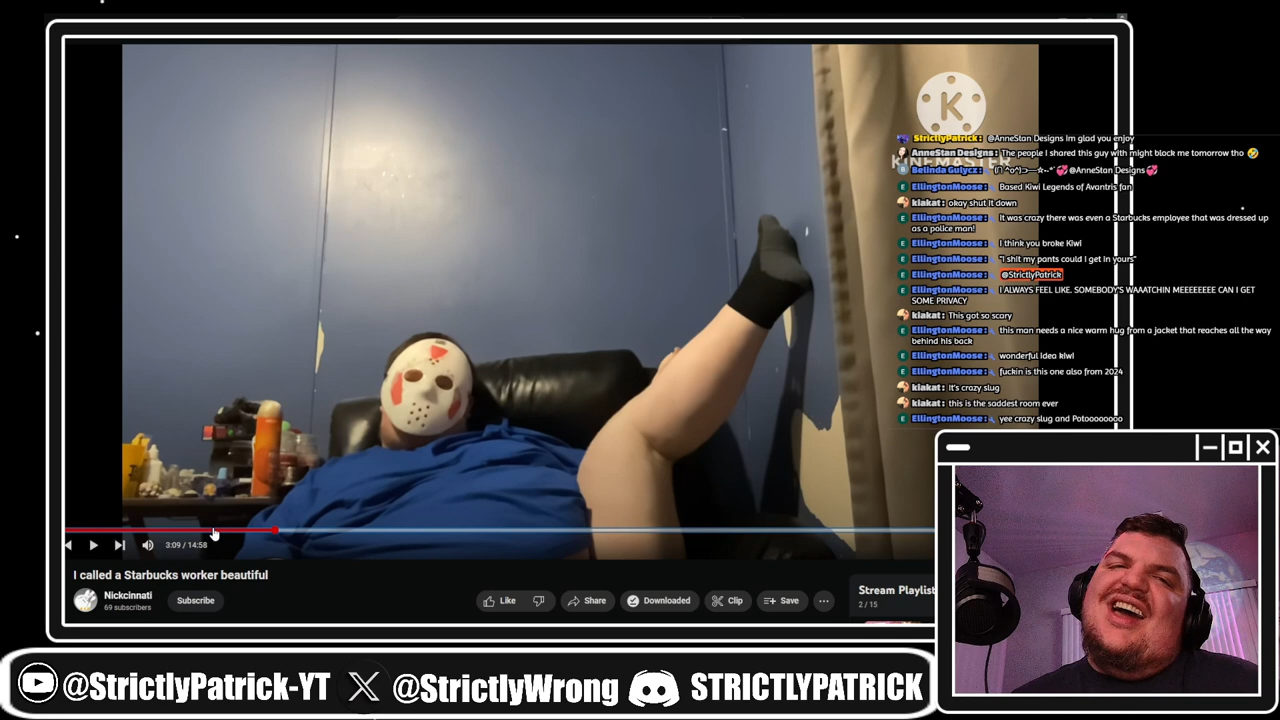 K
KINEMASTER
StrictlyPatrick: @AnneStan Designs Im glad you enjoy
AnneStan Designs: The people I shared this guy with might block me tomorrow tho 🤣
Belinda Gulycz: @AnneStan Designs💞
EllingtonMoose: Based Kiwi Legends of Avantris fan
kiakat: okay shut it down
EllingtonMoose: It was crazy there was even a Starbucks employee that was dressed up
as a police man!
EllingtonMoose: I think you broke Kiwi
EllingtonMoose: "I shit my pants could I get in yours"
EllingtonMoose: @StrictlyPatrick
EllingtonMoose: I ALWAYS FEEL LIKE. SOMEBODY'S WAAATCHIN MEEEEEEE CAN I GET
SOME PRIVACY
kiakat: This got so scary
EllingtonMoose: this man needs a nice warm hug from a jacket that reaches all the way
behind his back
EllingtonMoose: wonderful idea kiwi
EllingtonMoose: fuckin is this one also from 2024
kiakat: It's crazy slug
kiakat: this is the saddest room ever
EllingtonMoose: yee crazy slug and Potooooooo
3:09 / 14:58
I called a Starbucks worker beautiful
Nickcinnati
69 subscribers
Subscribe
Like
Share
Downloaded
Clip
Save
Stream Playlist
2 / 15
@StrictlyPatrick-YT @StrictlyWrong STRICTLYPATRICK